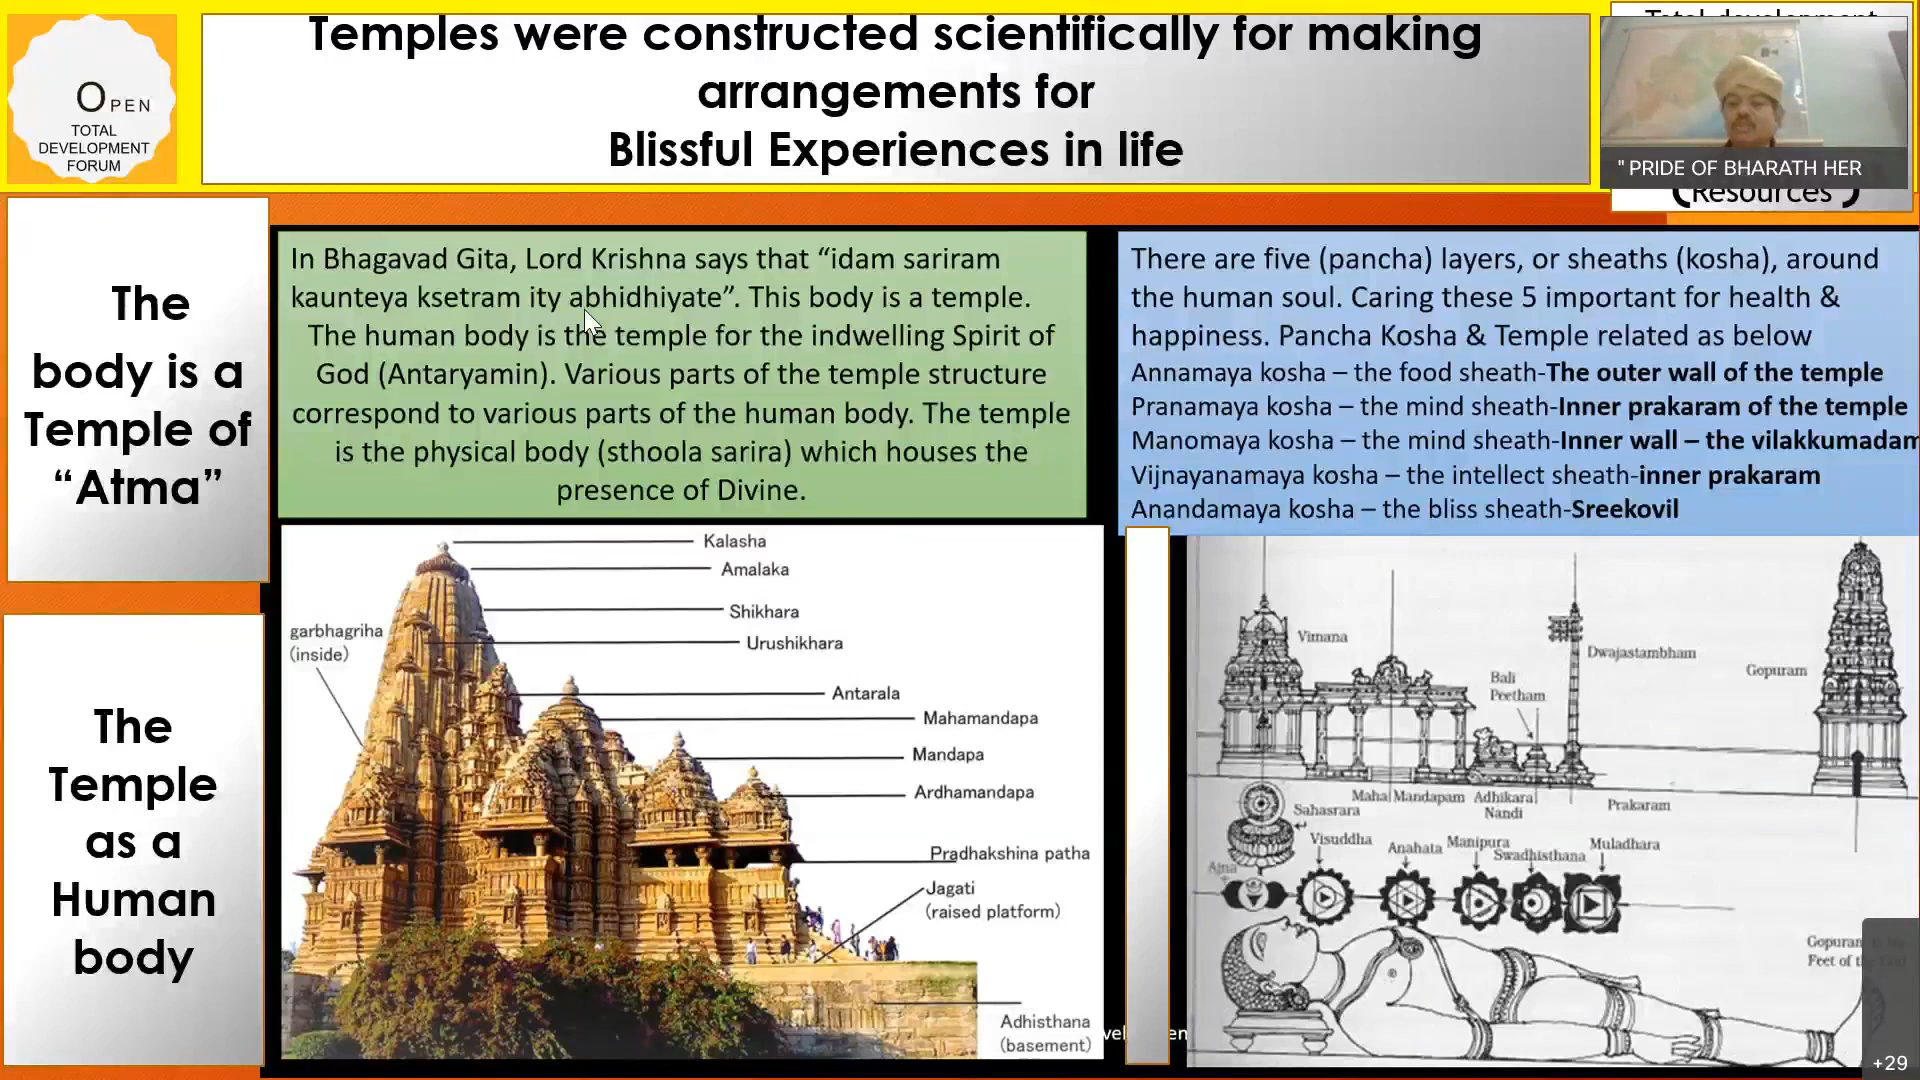 Temples were constructed scientifically for making
arrangements for
Blissful Experiences in life
OPEN
TOTAL
DEVELOPMENT
FORUM
Total development
" PRIDE OF BHARATH HER
(Resources )
The
body is a
Temple of
“Atma”
In Bhagavad Gita, Lord Krishna says that “idam sariram
kaunteya ksetram ity abhidhiyate”. This body is a temple.
The human body is the temple for the indwelling Spirit of
God (Antaryamin). Various parts of the temple structure
correspond to various parts of the human body. The temple
is the physical body (sthoola sarira) which houses the
presence of Divine.
There are five (pancha) layers, or sheaths (kosha), around
the human soul. Caring these 5 important for health &
happiness. Pancha Kosha & Temple related as below
Annamaya kosha – the food sheath-The outer wall of the temple
Pranamaya kosha – the mind sheath-Inner prakaram of the temple
Manomaya kosha – the mind sheath-Inner wall – the vilakkumadam
Vijnayanamaya kosha – the intellect sheath-inner prakaram
Anandamaya kosha – the bliss sheath-Sreekovil
The
Temple
as a
Human
body
Kalasha
Amalaka
Shikhara
Urushikhara
garbhagriha
(inside)
Antarala
Mahamandapa
Mandapa
Ardhamandapa
Pradhakshina patha
Jagati
(raised platform)
Adhisthana
(basement)
Vimana
Dwajastambham
Gopuram
Bali
Peetham
Maha Mandapam
Adhikara
Nandi
Prakaram
Sahasrara
Visuddha
Anahata
Manipura
Swadhisthana
Muladhara
Ajna
Feet of
+29